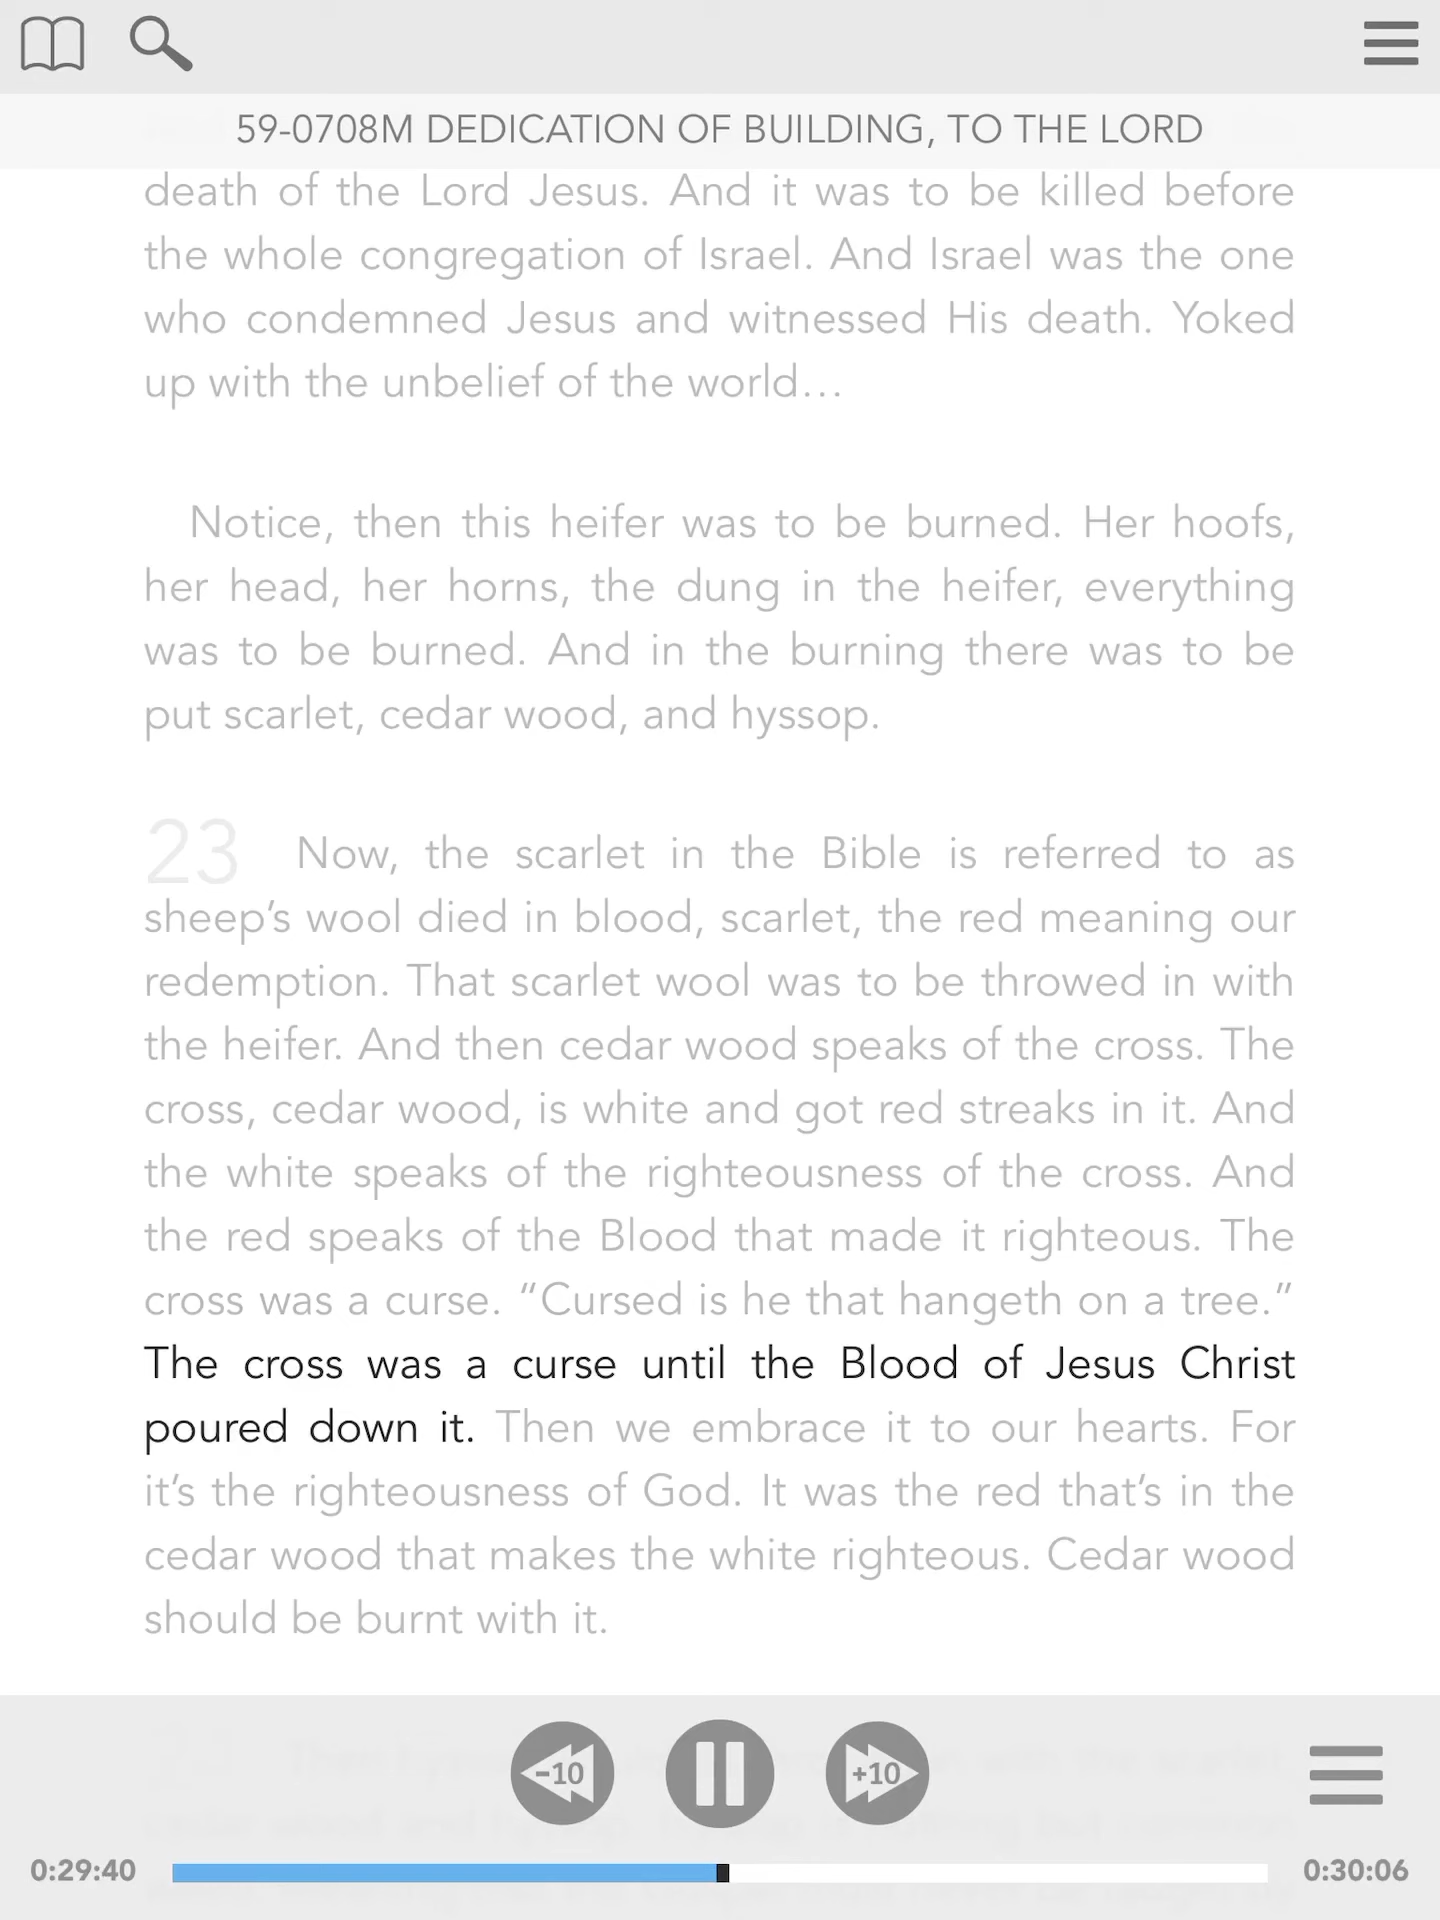 59-0708M DEDICATION OF BUILDING, TO THE LORD
death of the Lord Jesus. And it was to be killed before
the whole congregation of Israel. And Israel was the one
who condemned Jesus and witnessed His death. Yoked
up with the unbelief of the world…
Notice, then this heifer was to be burned. Her hoofs,
her head, her horns, the dung in the heifer, everything
was to be burned. And in the burning there was to be
put scarlet, cedar wood, and hyssop.
23 Now, the scarlet in the Bible is referred to as
sheep’s wool died in blood, scarlet, the red meaning our
redemption. That scarlet wool was to be throwed in with
the heifer. And then cedar wood speaks of the cross. The
cross, cedar wood, is white and got red streaks in it. And
the white speaks of the righteousness of the cross. And
the red speaks of the Blood that made it righteous. The
cross was a curse. “Cursed is he that hangeth on a tree.”
The cross was a curse until the Blood of Jesus Christ
poured down it. Then we embrace it to our hearts. For
it’s the righteousness of God. It was the red that’s in the
cedar wood that makes the white righteous. Cedar wood
should be burnt with it.
-10 +10
0:29:40 0:30:06